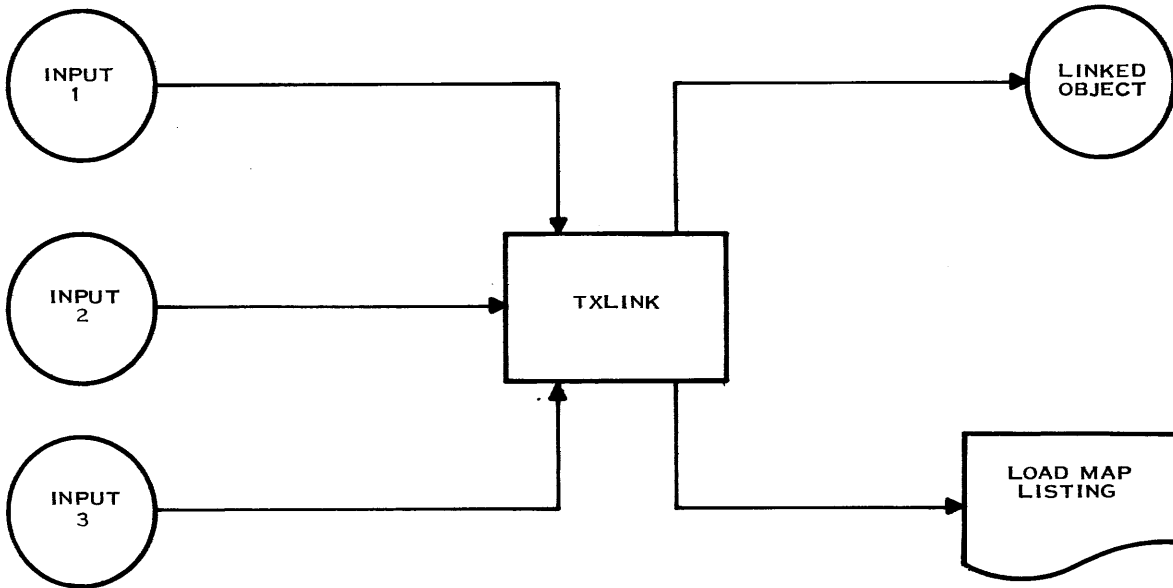 INPUT
1
LINKED
OBJECT
INPUT
2
TXLINK
INPUT
3
LOAD MAP
LISTING